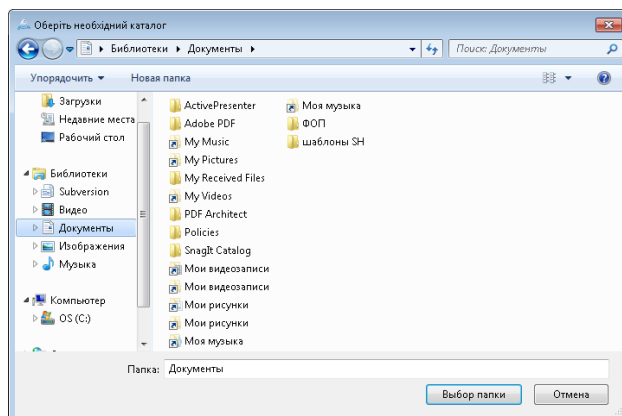 Оберіть необхідний каталог
Библиотеки Документы Поиск: Документы
Упорядочить Новая папка
Загрузки
Недавние места
Рабочий стол
Библиотеки
Subversion
Видео
Документы
Изображения
Музыка
Компьютер
OS (C:)
ActivePresenter
Adobe PDF
My Music
My Pictures
My Received Files
My Videos
PDF Architect
Policies
SnagIt Catalog
Мои видеозаписи
Мои видеозаписи
Мои рисунки
Мои рисунки
Моя музыка
Моя музыка
ФОП
шаблоны SH
Папка: Документы
Выбор папки Отмена